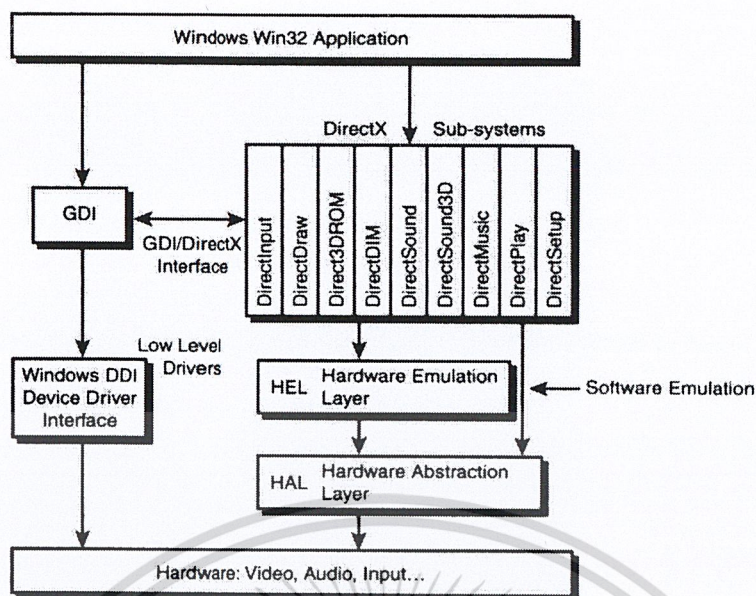 Windows Win32 Application
DirectX Sub-systems
GDI
GDI/DirectX
Interface
DirectInput
DirectDraw
Direct3DROM
DirectDIM
DirectSound
DirectSound3D
DirectMusic
DirectPlay
DirectSetup
Low Level
Drivers
Windows DDI
Device Driver
Interface
HEL Hardware Emulation
Layer
Software Emulation
HAL Hardware Abstraction
Layer
Hardware: Video, Audio, Input...